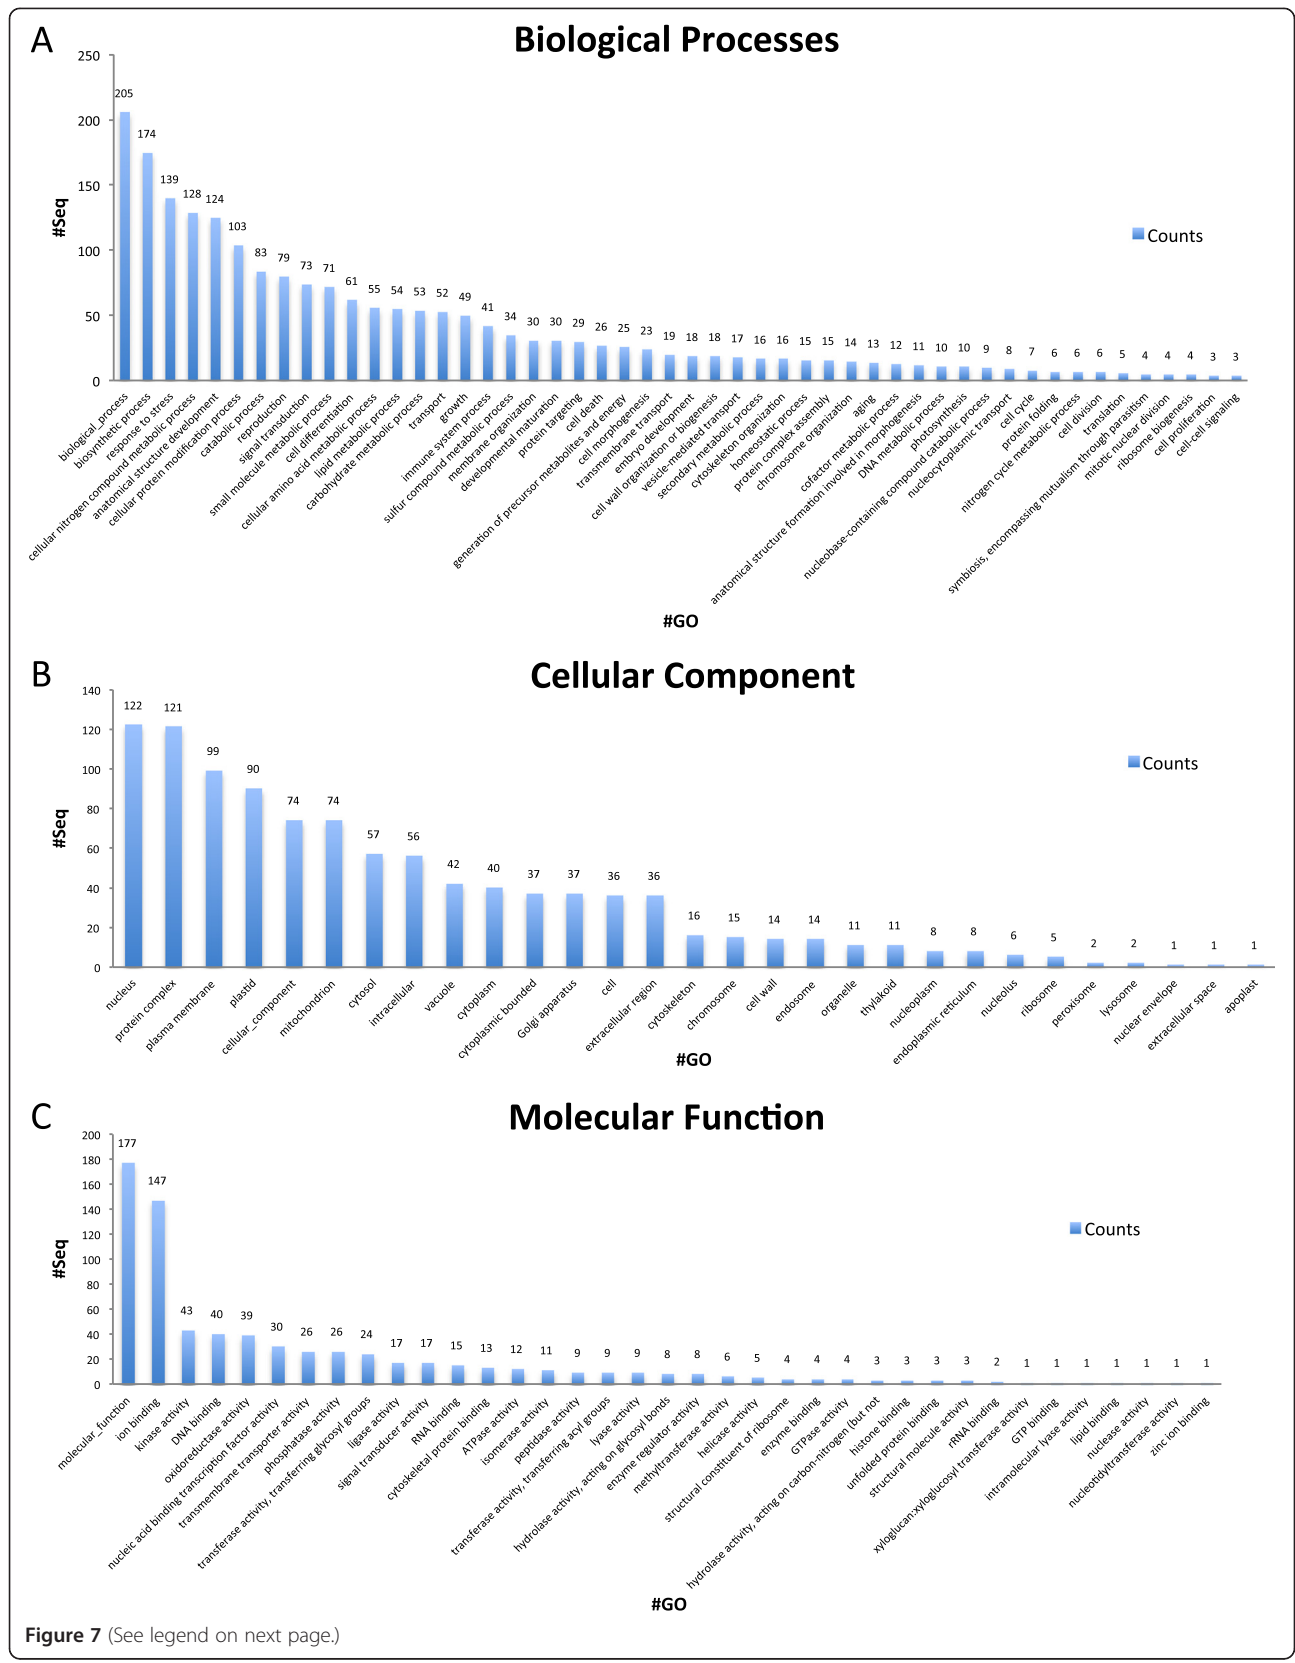 A
Biological Processes
250
200
150
100
50
0
#Seq
205 174 139 128 124 103 83 79 73 71 61 55 54 53 52 49 41 34 30 30 29 26 25 23 19 18 18 17 16 16 15 15 14 13 12 11 10 10 9 8 7 6 6 6 5 4 4 4 3 3
Counts
biological_process
biosynthetic process
response to stress
cellular nitrogen compound metabolic process
anatomical structure development
cellular protein modification process
catabolic process
reproduction
signal transduction
small molecule metabolic process
cell differentiation
cellular amino acid metabolic process
lipid metabolic process
carbohydrate metabolic process
transport
growth
immune system process
sulfur compound metabolic process
membrane organization
developmental maturation
protein targeting
cell death
generation of precursor metabolites and energy
cell morphogenesis
transmembrane transport
embryo development
cell wall organization or biogenesis
vesicle-mediated transport
secondary metabolic process
cytoskeleton organization
homeostatic process
protein complex assembly
chromosome organization
aging
cofactor metabolic process
anatomical structure formation involved in morphogenesis
DNA metabolic process
photosynthesis
nucleobase-containing compound catabolic process
nucleocytoplasmic transport
cell cycle
protein folding
nitrogen cycle metabolic process
cell division
translation
symbiosis, encompassing mutualism through parasitism
mitotic nuclear division
ribosome biogenesis
cell proliferation
cell-cell signaling
#GO
B
Cellular Component
140
120
100
80
60
40
20
0
#Seq
122 121 99 90 74 74 57 56 42 40 37 37 36 36 16 15 14 14 11 11 8 8 6 5 2 2 1 1 1
Counts
nucleus
protein complex
plasma membrane
plastid
cellular_component
mitochondrion
cytosol
intracellular
vacuole
cytoplasm
cytoplasmic bounded
Golgi apparatus
cell
extracellular region
cytoskeleton
chromosome
cell wall
endosome
organelle
thylakoid
nucleoplasm
endoplasmic reticulum
nucleolus
ribosome
peroxisome
lysosome
nuclear envelope
extracellular space
apoplast
#GO
C
Molecular Function
200
180
160
140
120
100
80
60
40
20
0
#Seq
177 147 43 40 39 30 26 26 24 17 17 15 13 12 11 9 9 9 8 8 6 5 4 4 4 3 3 3 3 2 1 1 1 1 1 1 1
Counts
molecular_function
ion binding
kinase activity
DNA binding
oxidoreductase activity
nucleic acid binding transcription factor activity
transmembrane transporter activity
phosphatase activity
transferase activity, transferring glycosyl groups
ligase activity
signal transducer activity
RNA binding
cytoskeletal protein binding
ATPase activity
isomerase activity
peptidase activity
transferase activity, transferring acyl groups
lyase activity
hydrolase activity, acting on glycosyl bonds
enzyme regulator activity
methyltransferase activity
helicase activity
structural constituent of ribosome
enzyme binding
GTPase activity
hydrolase activity, acting on carbon-nitrogen (but not
histone binding
unfolded protein binding
structural molecule activity
rRNA binding
xyloglucan:xyloglucosyl transferase activity
GTP binding
intramolecular lyase activity
lipid binding
nuclease activity
nucleotidyltransferase activity
zinc ion binding
#GO
Figure 7 (See legend on next page.)